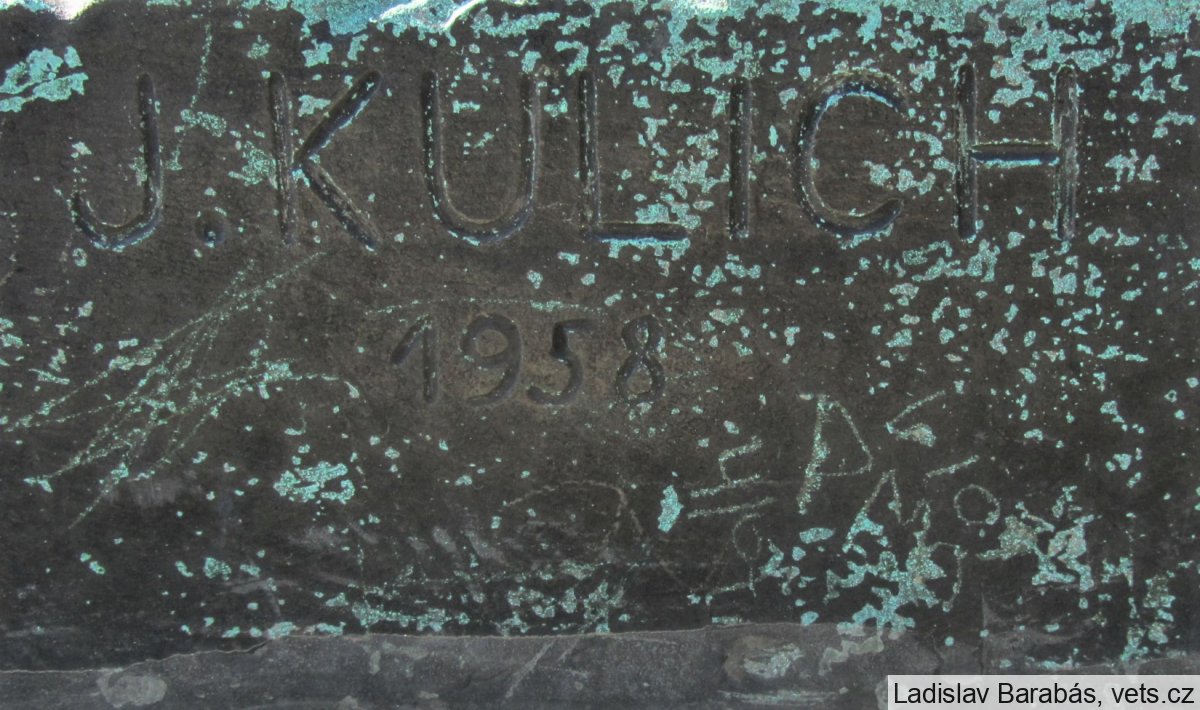 J. KULICH
1958
Ladislav Barabás, vets.cz